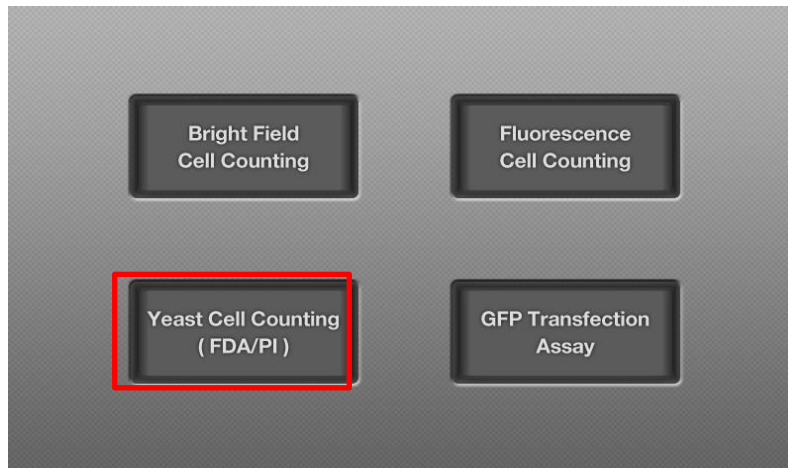 Bright Field
Cell Counting
Fluorescence
Cell Counting
Yeast Cell Counting
( FDA/PI )
GFP Transfection
Assay